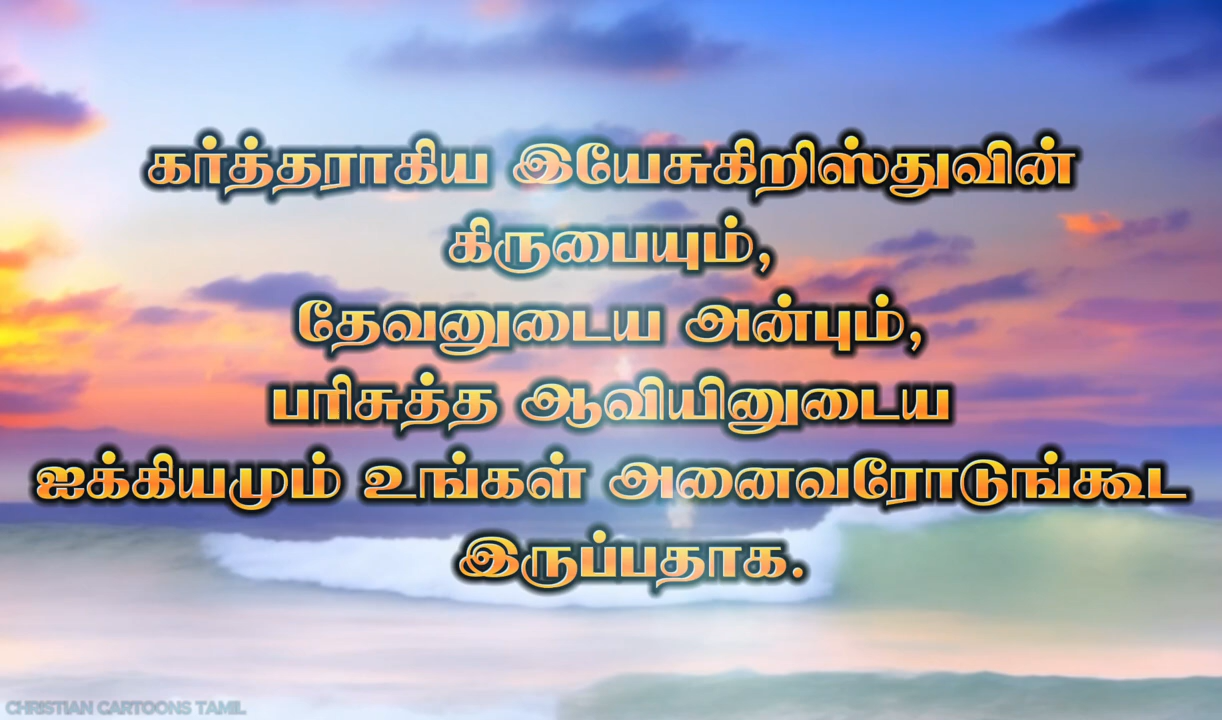 கர்த்தராகிய இயேசுகிறிஸ்துவின்
கிருபையும்,
தேவனுடைய அன்பும்,
பரிசுத்த ஆவியினுடைய
ஐக்கியமும் உங்கள் அனைவரோடுங்கூட
இருப்பதாக.
CHRISTIAN CARTOONS TAMIL